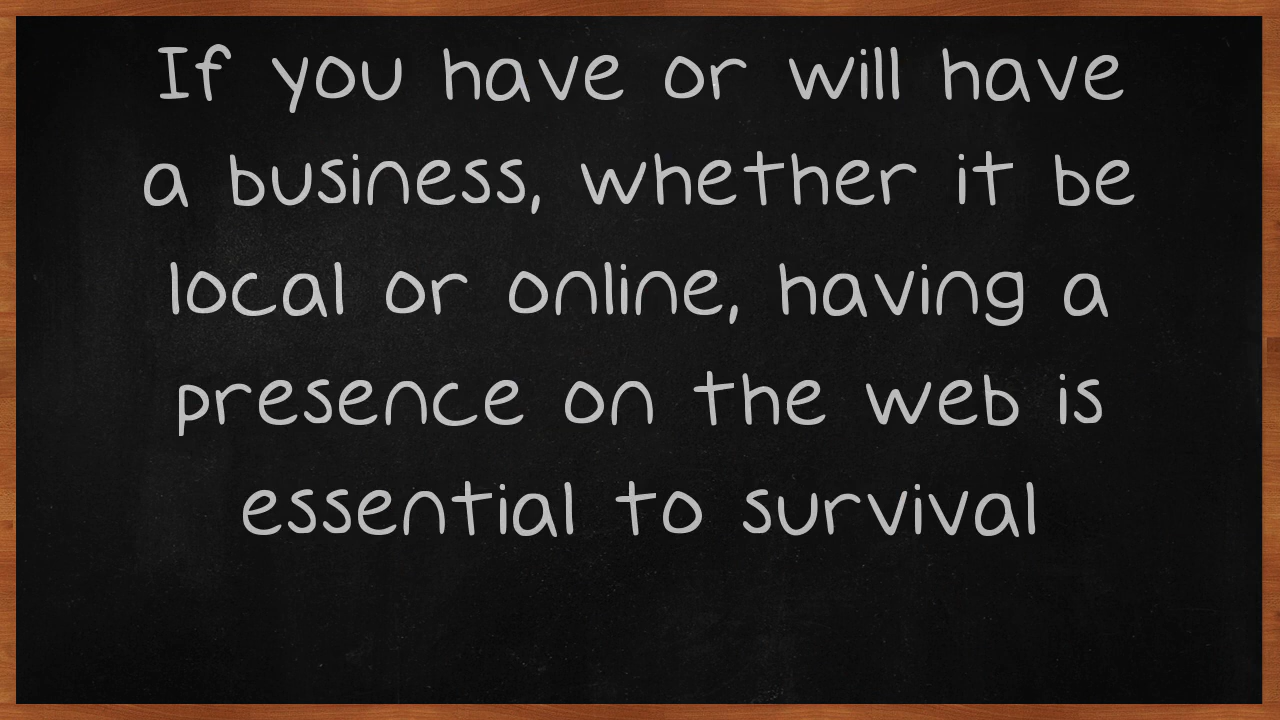 If you have or will have
a business, whether it be
local or online, having a
presence on the web is
essential to survival